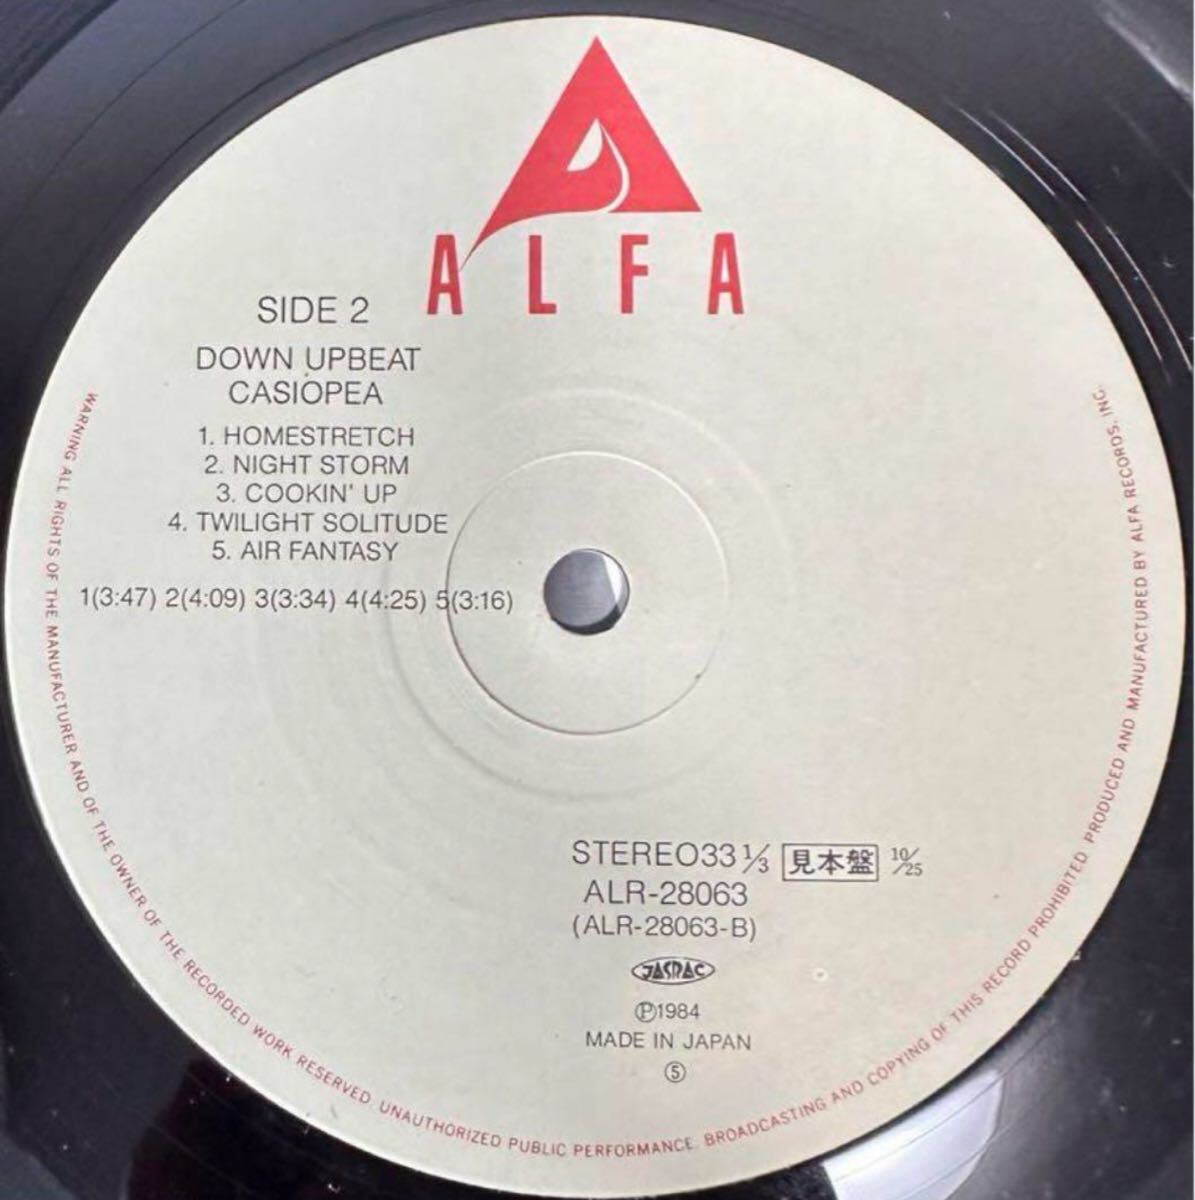 ALFA
SIDE 2
DOWN UPBEAT
CASIOPEA
1. HOMESTRETCH
2. NIGHT STORM
3. COOKIN' UP
4. TWILIGHT SOLITUDE
5. AIR FANTASY
1(3:47) 2(4:09) 3(3:34) 4(4:25) 5(3:16)
STEREO33 1/3 見本盤 10/25
ALR-28063
(ALR-28063-B)
JASRAC
Ⓟ1984
MADE IN JAPAN
⑤
WARNING ALL RIGHTS OF THE MANUFACTURER AND OF THE OWNER OF THE RECORDED WORK RESERVED. UNAUTHORIZED PUBLIC PERFORMANCE. BROADCASTING AND COPYING OF THIS RECORD PROHIBITED. PRODUCED AND MANUFACTURED BY ALFA RECORDS, INC.